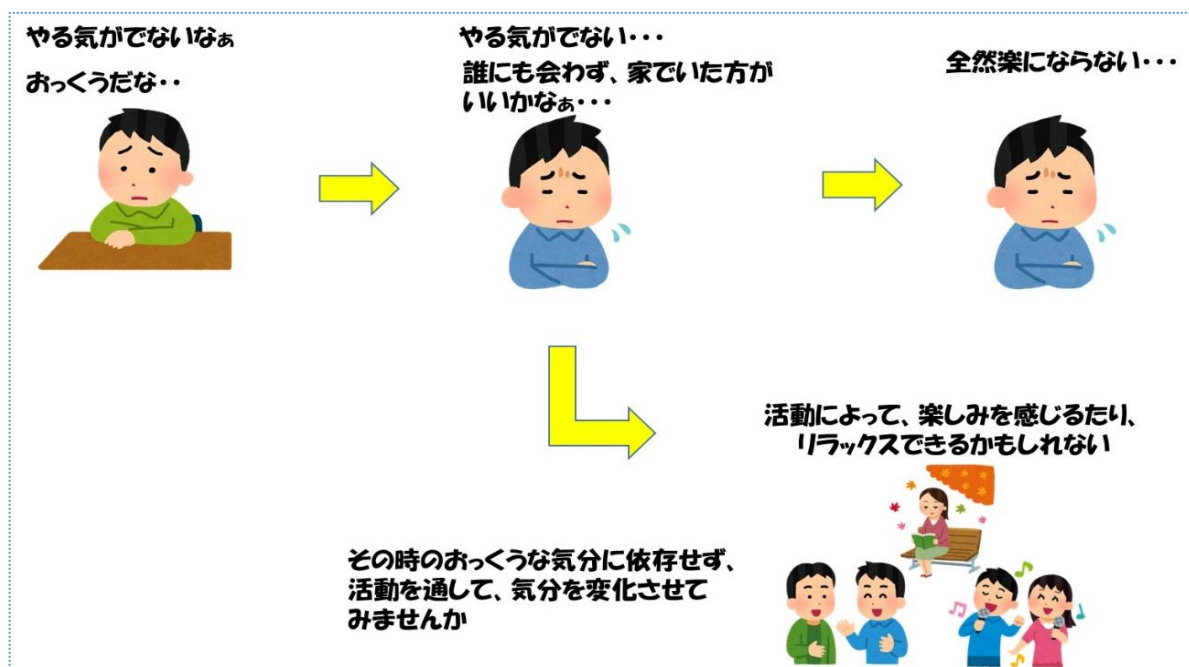 やる気がでないなぁ
おっくうだな・・
やる気がでない・・・
誰にも会わず、家でいた方が
いいかなぁ・・・
全然楽にならない・・・
活動によって、楽しみを感じるたり、
リラックスできるかもしれない
その時のおっくうな気分に依存せず、
活動を通して、気分を変化させて
みませんか